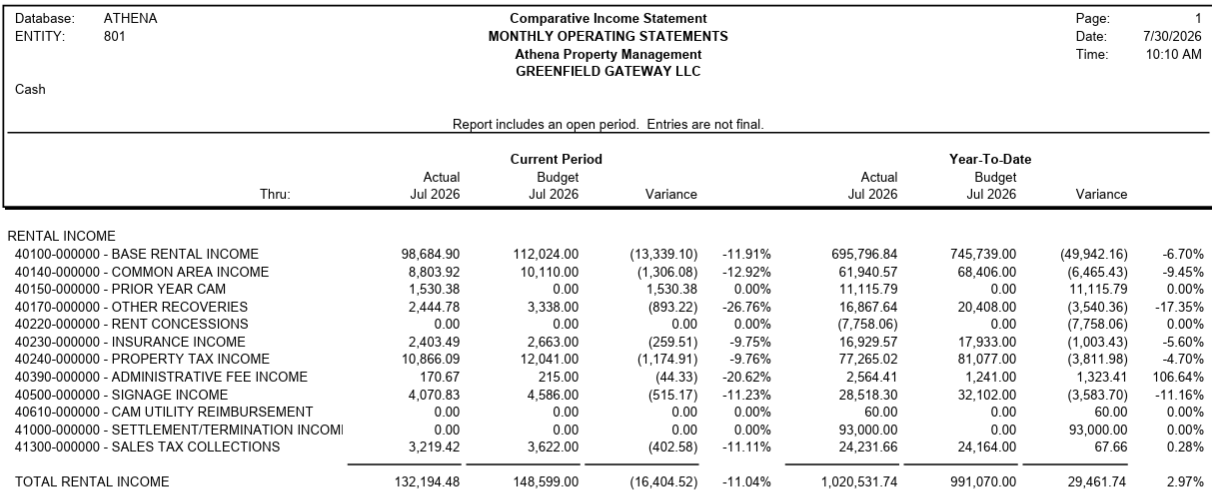 Database: ATHENA Comparative Income Statement Page: 1
ENTITY: 801 MONTHLY OPERATING STATEMENTS Date: 7/30/2026
Athena Property Management Time: 10:10 AM
GREENFIELD GATEWAY LLC
Cash
Report includes an open period. Entries are not final.
Current Period Year-To-Date
Actual Budget Actual Budget
Thru: Jul 2026 Jul 2026 Variance Jul 2026 Jul 2026 Variance
RENTAL INCOME
40100-000000 - BASE RENTAL INCOME 98,684.90 112,024.00 (13,339.10) -11.91% 695,796.84 745,739.00 (49,942.16) -6.70%
40140-000000 - COMMON AREA INCOME 8,803.92 10,110.00 (1,306.08) -12.92% 61,940.57 68,406.00 (6,465.43) -9.45%
40150-000000 - PRIOR YEAR CAM 1,530.38 0.00 1,530.38 0.00% 11,115.79 0.00 11,115.79 0.00%
40170-000000 - OTHER RECOVERIES 2,444.78 3,338.00 (893.22) -26.76% 16,867.64 20,408.00 (3,540.36) -17.35%
40220-000000 - RENT CONCESSIONS 0.00 0.00 0.00 0.00% (7,758.06) 0.00 (7,758.06) 0.00%
40230-000000 - INSURANCE INCOME 2,403.49 2,663.00 (259.51) -9.75% 16,929.57 17,933.00 (1,003.43) -5.60%
40240-000000 - PROPERTY TAX INCOME 10,866.09 12,041.00 (1,174.91) -9.76% 77,265.02 81,077.00 (3,811.98) -4.70%
40390-000000 - ADMINISTRATIVE FEE INCOME 170.67 215.00 (44.33) -20.62% 2,564.41 1,241.00 1,323.41 106.64%
40500-000000 - SIGNAGE INCOME 4,070.83 4,586.00 (515.17) -11.23% 28,518.30 32,102.00 (3,583.70) -11.16%
40610-000000 - CAM UTILITY REIMBURSEMENT 0.00 0.00 0.00 0.00% 60.00 0.00 60.00 0.00%
41000-000000 - SETTLEMENT/TERMINATION INCOMI 0.00 0.00 0.00 0.00% 93,000.00 0.00 93,000.00 0.00%
41300-000000 - SALES TAX COLLECTIONS 3,219.42 3,622.00 (402.58) -11.11% 24,231.66 24,164.00 67.66 0.28%
TOTAL RENTAL INCOME 132,194.48 148,599.00 (16,404.52) -11.04% 1,020,531.74 991,070.00 29,461.74 2.97%